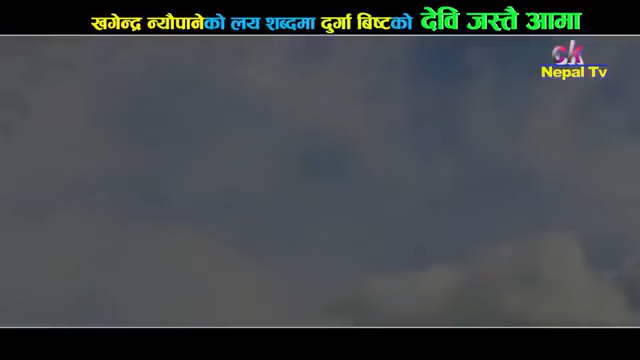 खगेन्द्र न्यौपानेको लय शब्दमा दुर्गा बिष्टको देवि जस्तै आमा
ok
Nepal Tv